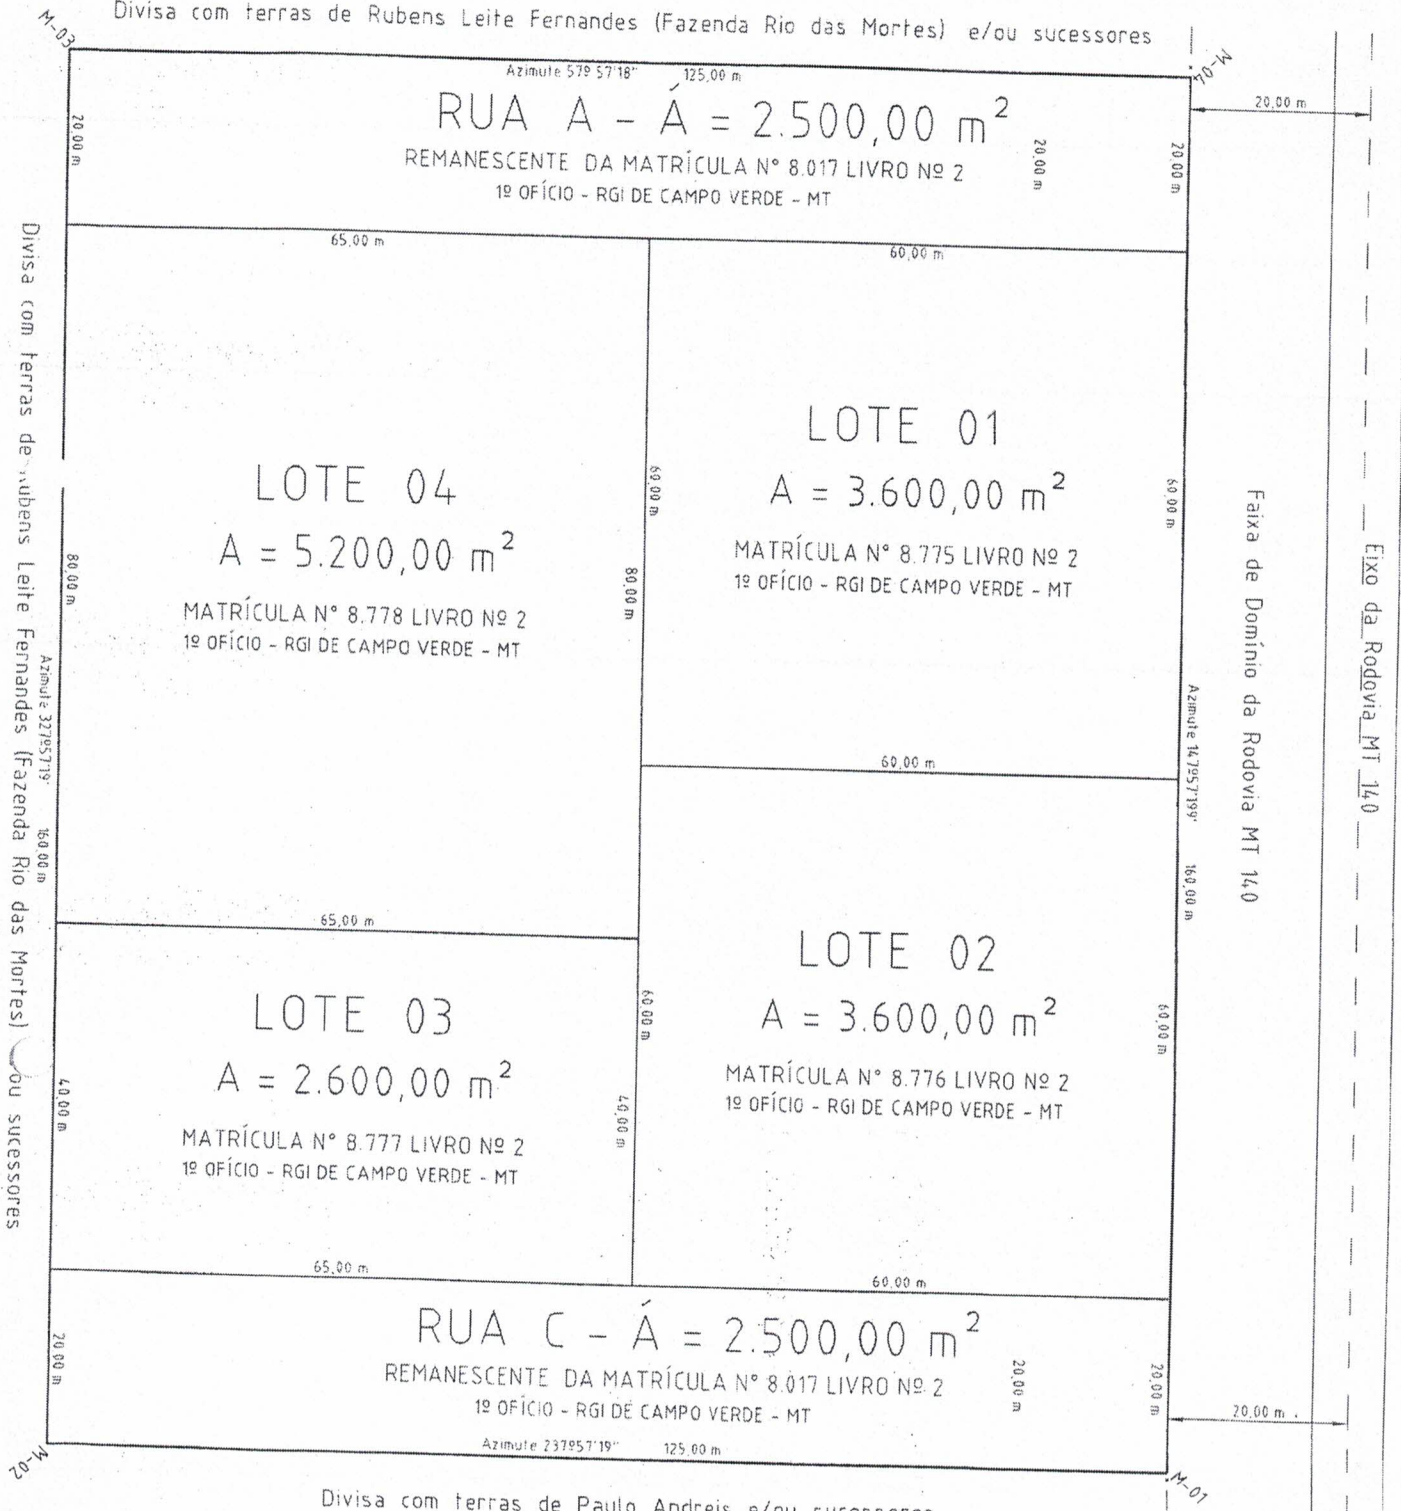 Divisa com terras de Rubens Leite Fernandes (Fazenda Rio das Mortes) e/ou sucessores
M-03
M-04
Azimute 57º 57'18" 125,00 m
20,00 m
RUA A - Á = 2.500,00 m²
REMANESCENTE DA MATRÍCULA N° 8.017 LIVRO Nº 2
1º OFÍCIO - RGI DE CAMPO VERDE - MT
20,00 m
20,00 m
20,00 m
65,00 m
60,00 m
LOTE 04
A = 5.200,00 m²
MATRÍCULA N° 8.778 LIVRO Nº 2
1º OFÍCIO - RGI DE CAMPO VERDE - MT
80,00 m
80,00 m
60,00 m
LOTE 01
A = 3.600,00 m²
MATRÍCULA N° 8.775 LIVRO Nº 2
1º OFÍCIO - RGI DE CAMPO VERDE - MT
60,00 m
60,00 m
Divisa com terras de Rubens Leite Fernandes (Fazenda Rio das Mortes) ou sucessores
Azimute 327º57'19" 160,00 m
Azimute 147º57'199" 160,00 m
Faixa de Domínio da Rodovia MT 140
Eixo da Rodovia MT 140
65,00 m
LOTE 03
A = 2.600,00 m²
MATRÍCULA N° 8.777 LIVRO Nº 2
1º OFÍCIO - RGI DE CAMPO VERDE - MT
40,00 m
40,00 m
60,00 m
LOTE 02
A = 3.600,00 m²
MATRÍCULA N° 8.776 LIVRO Nº 2
1º OFÍCIO - RGI DE CAMPO VERDE - MT
60,00 m
65,00 m
60,00 m
RUA C - Á = 2.500,00 m²
REMANESCENTE DA MATRÍCULA N° 8.017 LIVRO Nº 2
1º OFÍCIO - RGI DE CAMPO VERDE - MT
20,00 m
20,00 m
20,00 m
20,00 m
Azimute 237º57'19" 125,00 m
M-02
M-01
Divisa com terras de Paulo Andreis e/ou sucessores